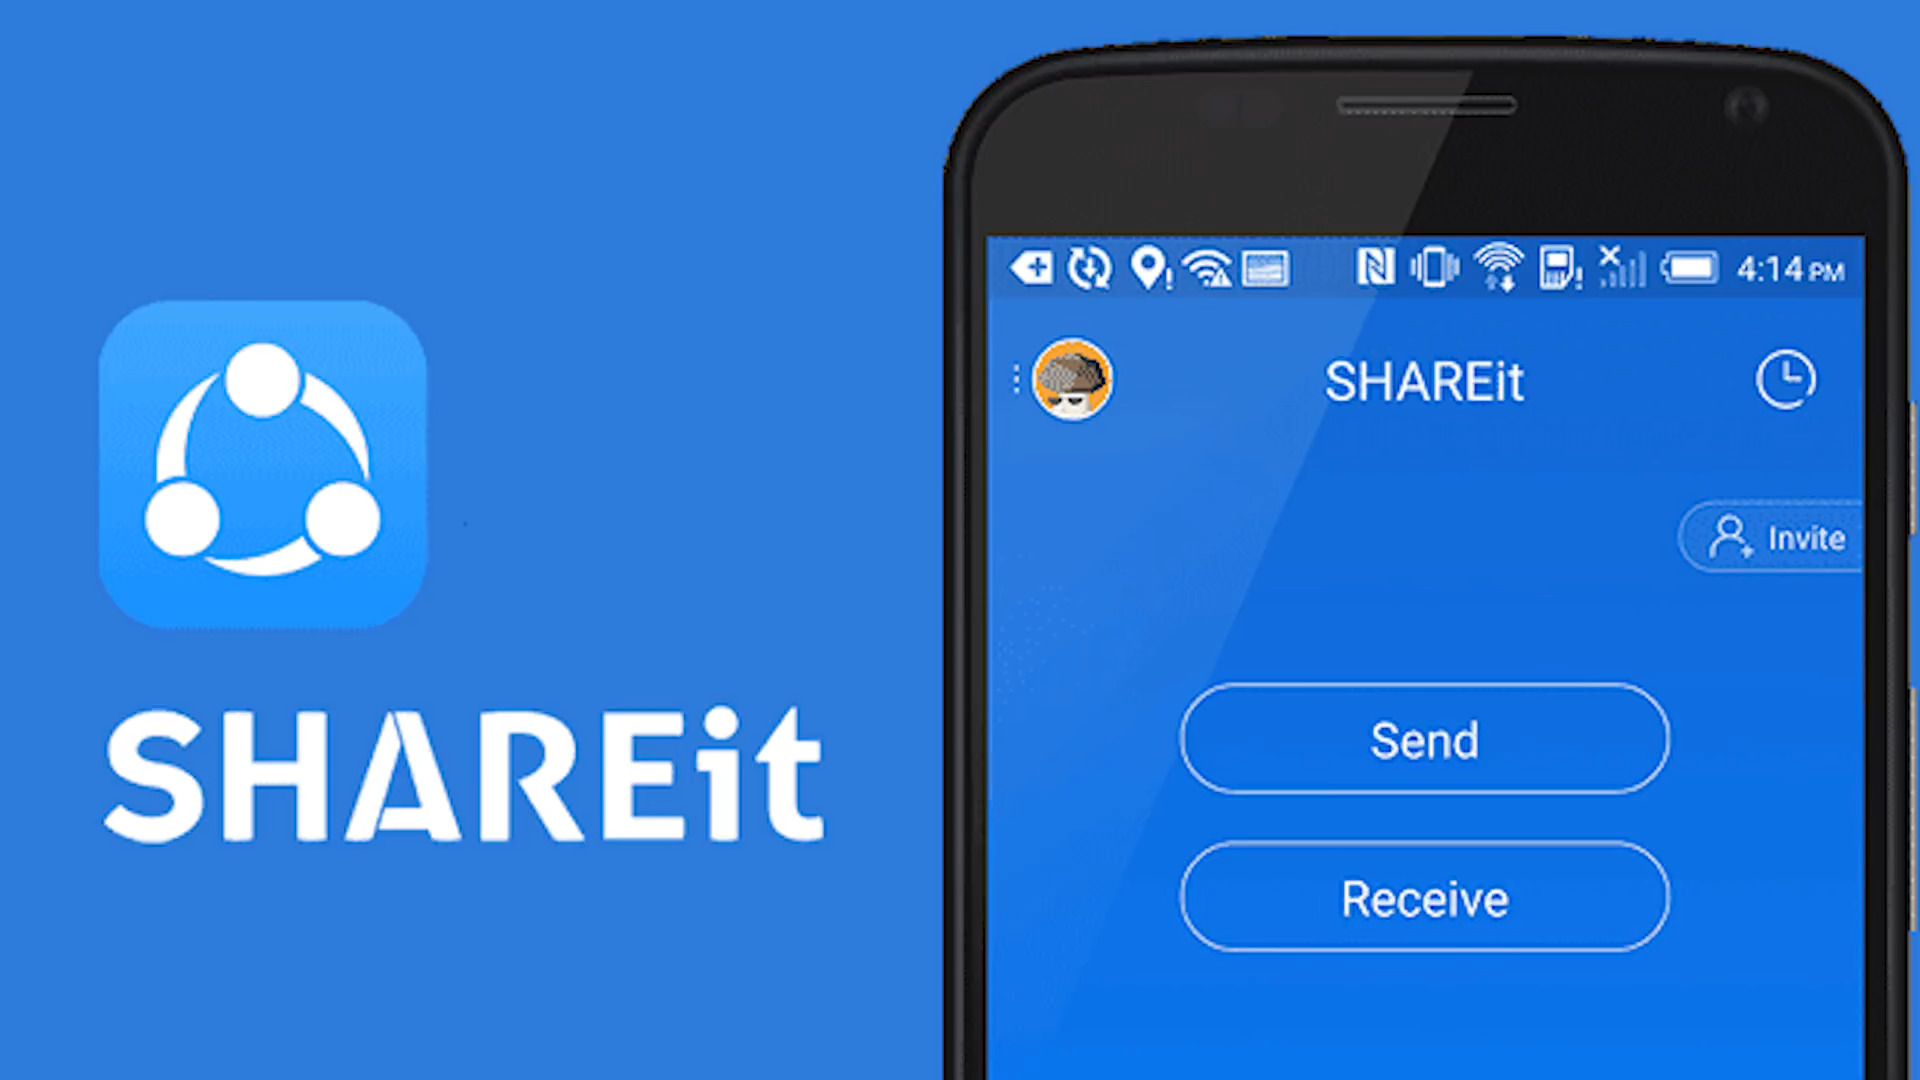 SHAREit
4:14 PM
SHAREit
Invite
Send
Receive